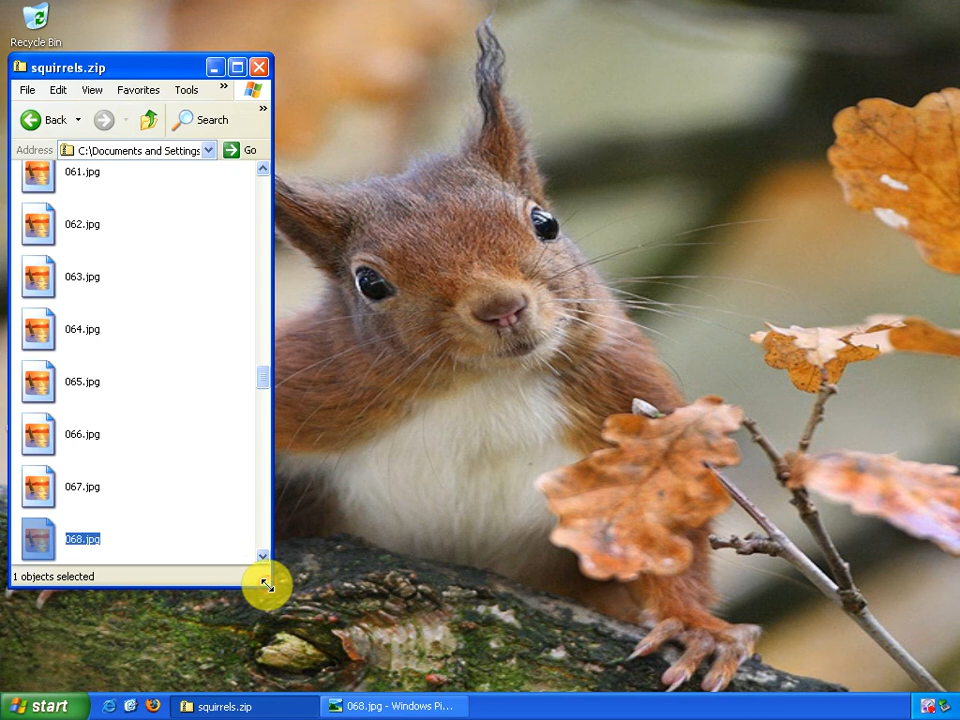 Recycle Bin
squirrels.zip
File Edit View Favorites Tools »
Back Search »
Address C:\Documents and Settings Go
061.jpg
062.jpg
063.jpg
064.jpg
065.jpg
066.jpg
067.jpg
068.jpg
1 objects selected
start squirrels.zip 068.jpg - Windows Pi...